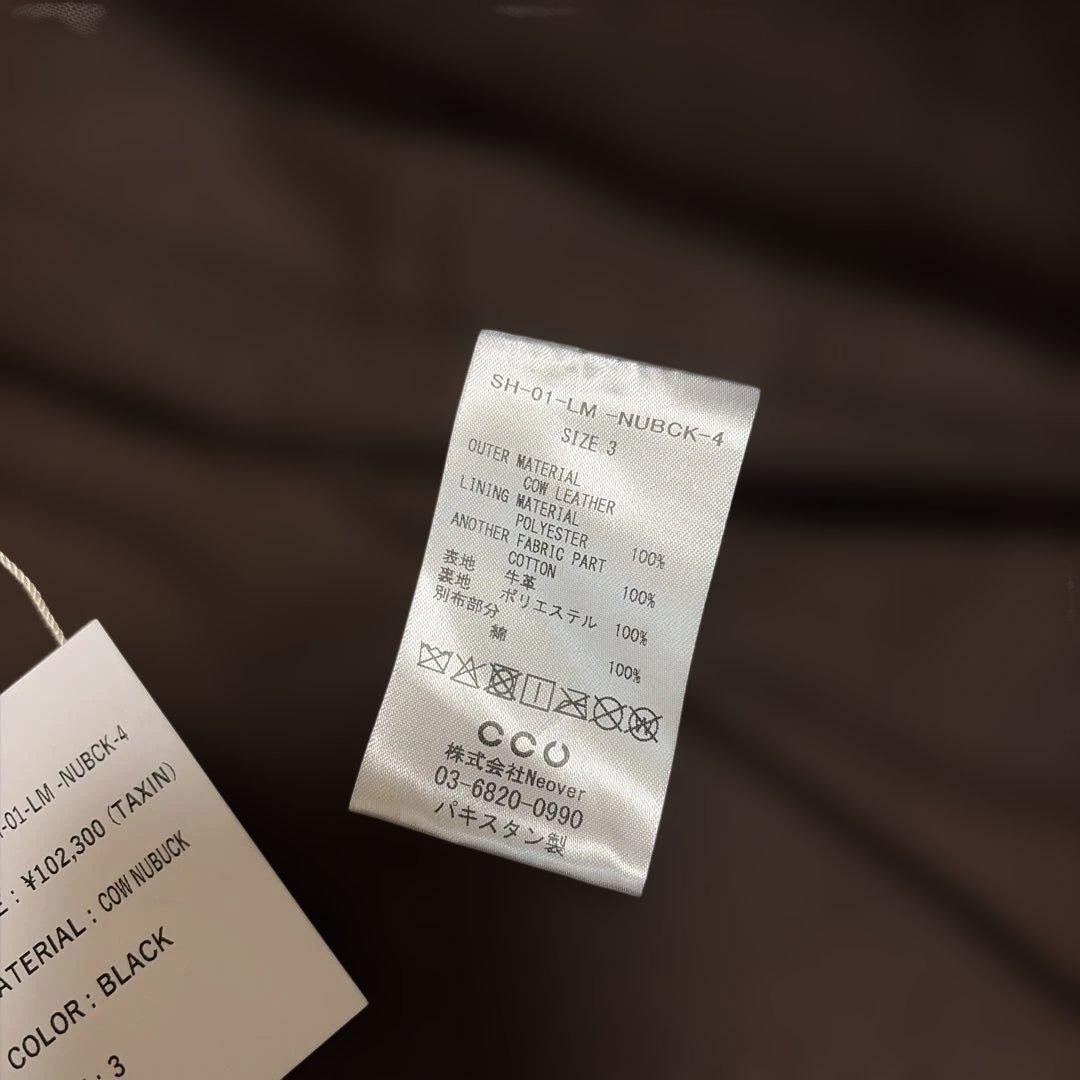 SH-01-LM -NUBCK-4
SIZE 3
OUTER MATERIAL
COW LEATHER
LINING MATERIAL
POLYESTER 100%
ANOTHER FABRIC PART
COTTON 100%
表地 牛革
裏地 ポリエステル 100%
別布部分
綿 100%
CCU
株式会社Neover
03-6820-0990
パキスタン製
-01-LM -NUBCK-4
E : ¥102,300 (TAXIN)
ATERIAL : COW NUBUCK
COLOR : BLACK
: 3